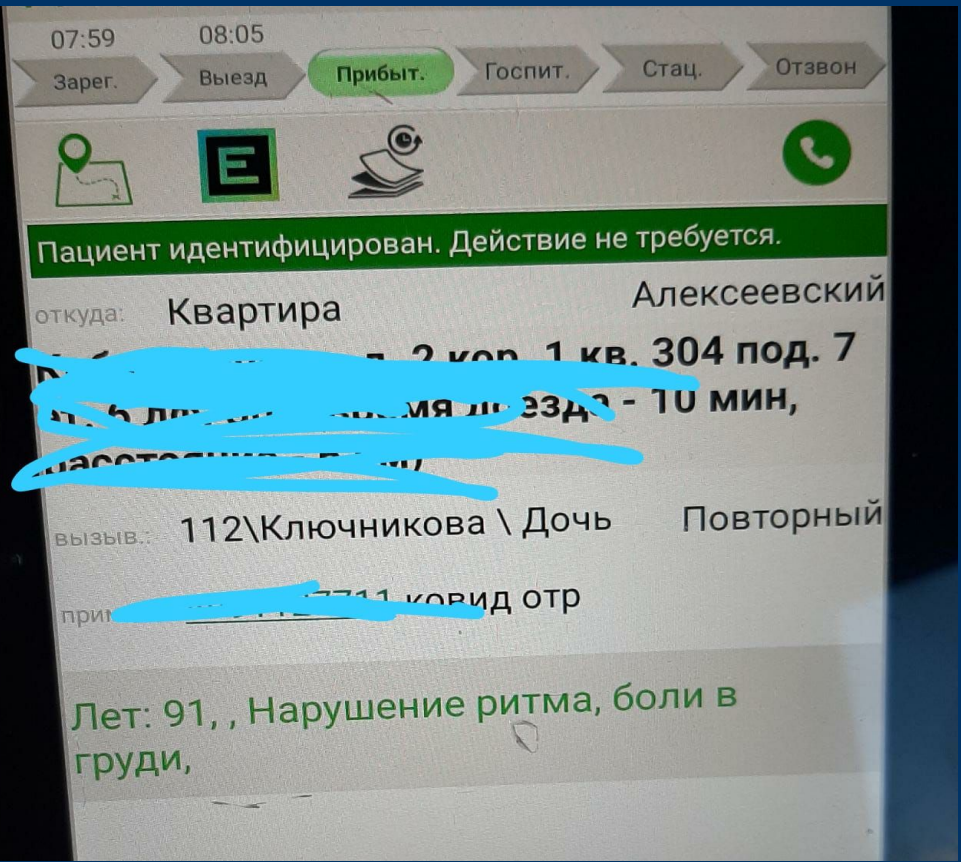 07:59 08:05
Зарег. Выезд Прибыт. Госпит. Стац. Отзвон
E
Пациент идентифицирован. Действие не требуется.
откуда: Квартира Алексеевский
2 кор. 1 кв. 304 под. 7
- 10 мин,
вызыв.: 112\Ключникова \ Дочь Повторный
ковид отр
Лет: 91, , Нарушение ритма, боли в
груди,